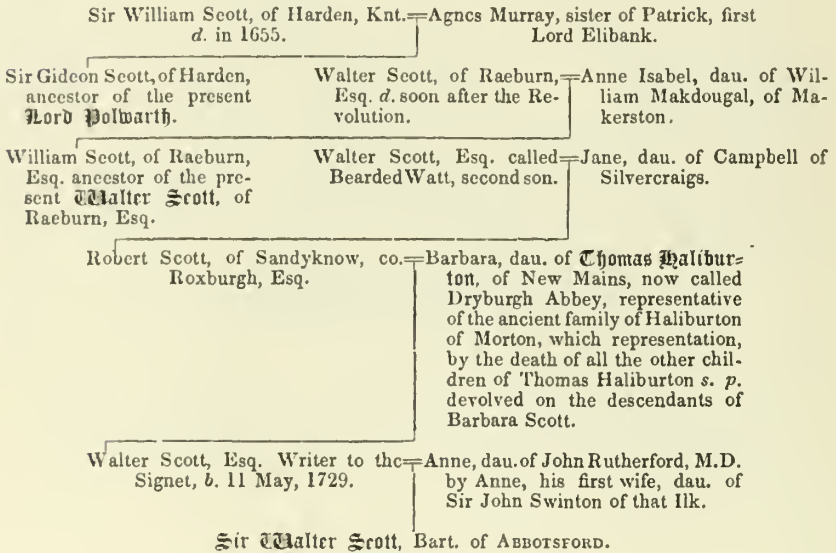 Sir William Scott, of Harden, Knt.=Agnes Murray, sister of Patrick, first
d. in 1655.
Lord Elibank.
Sir Gideon Scott, of Harden,
ancestor of the present
Lord Polwarth.
Walter Scott, of Raeburn,
Esq. d. soon after the Re-
volution.
=Anne Isabel, dau. of Wil-
liam Makdougal, of Ma-
kerston.
William Scott, of Raeburn,
Esq. ancestor of the pre-
sent Walter Scott, of
Raeburn, Esq.
Walter Scott, Esq. called
Bearded Watt, second son.
=Jane, dau. of Campbell of
Silvercraigs.
Robert Scott, of Sandyknow, co.
Roxburgh, Esq.
=Barbara, dau. of Thomas Halibur=
ton, of New Mains, now called
Dryburgh Abbey, representative
of the ancient family of Haliburton
of Morton, which representation,
by the death of all the other chil-
dren of Thomas Haliburton s. p.
devolved on the descendants of
Barbara Scott.
Walter Scott, Esq. Writer to the
Signet, b. 11 May, 1729.
=Anne, dau. of John Rutherford, M.D.
by Anne, his first wife, dau. of
Sir John Swinton of that Ilk.
Sir Walter Scott, Bart. of ABBOTSFORD.